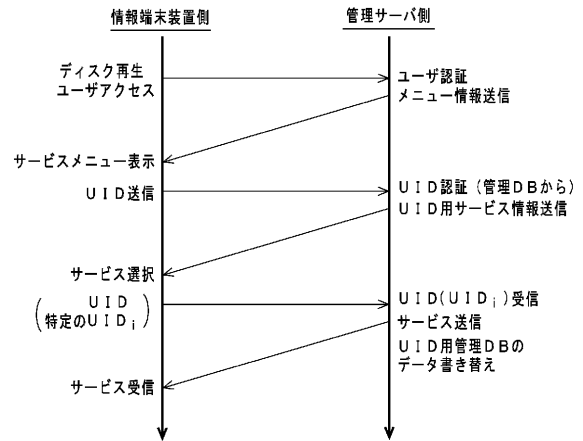 情報端末装置側
管理サーバ側
ディスク再生
ユーザアクセス
ユーザ認証
メニュー情報送信
サービスメニュー表示
UID送信
UID認証(管理DBから)
UID用サービス情報送信
サービス選択
UID
(特定のUIDi)
UID(UIDi)受信
サービス送信
UID用管理DBの
データ書き替え
サービス受信